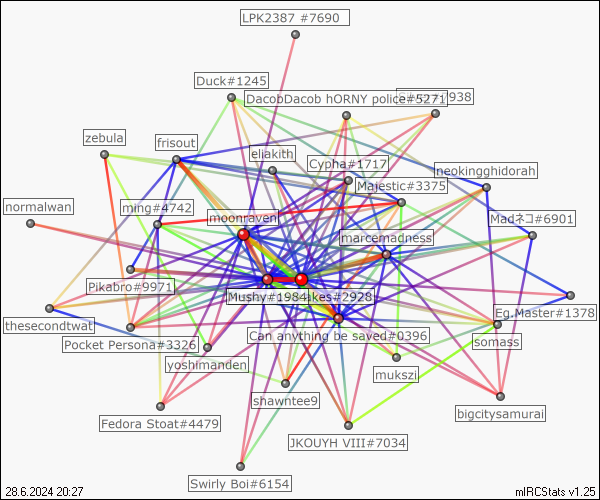 LPK2387 #7690
Duck#1245
DacobDacob hORNY police#5271
938
zebula
frisout
eliakith
Cypha#1717
neokingghidorah
Majestic#3375
normalwan
ming#4742
moonraven
Madネコ#6901
marcemadness
Pikabro#9971
Mushy#1984
akes#2928
Eg.Master#1378
thesecondtwat
Can anything be saved#0396
somass
Pocket Persona#3326
yoshimanden
mukszi
shawntee9
bigcitysamurai
Fedora Stoat#4479
JKOUYH VIII#7034
Swirly Boi#6154
28.6.2024 20:27
mIRCStats v1.25